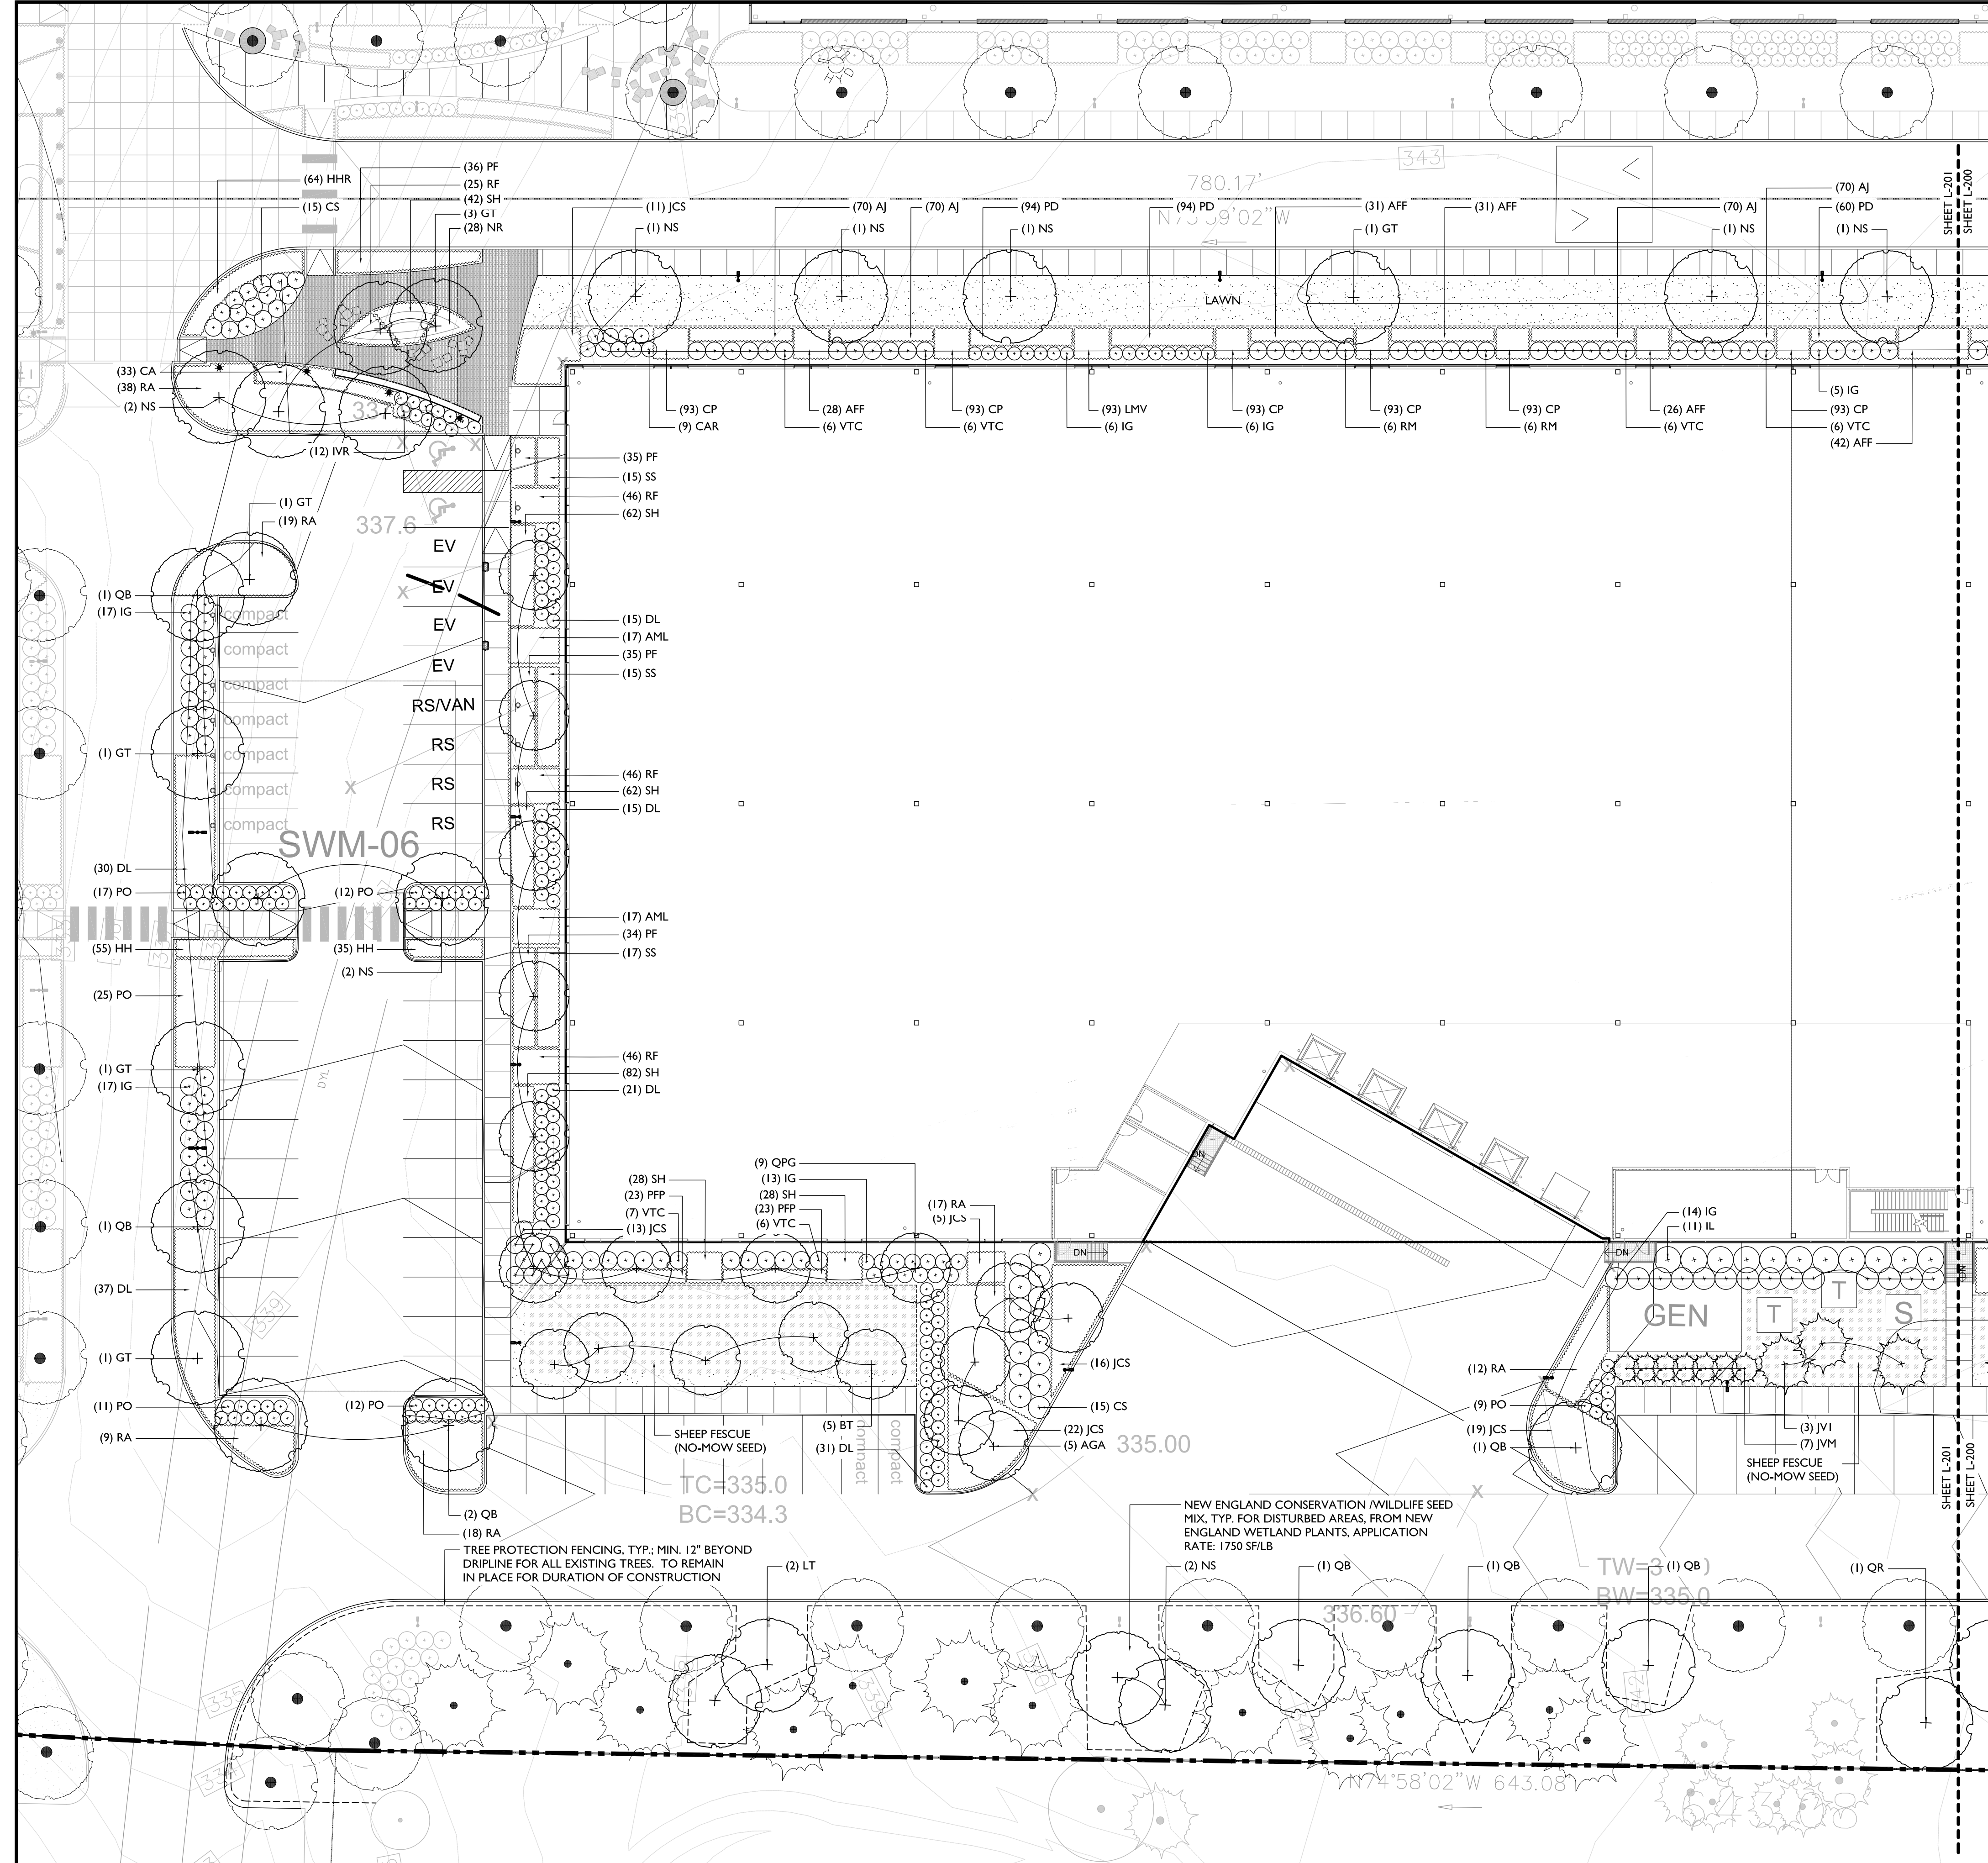 343
780.17'
N75°59'02"W
SHEET L-201
SHEET L-200
(36) PF
(64) HHR
(25) RF
(42) SH
(15) CS
(3) GT
(28) NR
(11) JCS
(1) NS
(70) AJ
(1) NS
(70) AJ
(94) PD
(1) NS
(94) PD
(31) AFF
(1) GT
(31) AFF
(70) AJ
(1) NS
(70) AJ
(60) PD
(1) NS
LAWN
(33) CA
(38) RA
(2) NS
(12) IVR
(93) CP
(9) CAR
(28) AFF
(6) VTC
(93) CP
(6) VTC
(93) LMV
(6) IG
(93) CP
(6) IG
(93) CP
(6) RM
(93) CP
(6) RM
(26) AFF
(6) VTC
(5) IG
(93) CP
(6) VTC
(42) AFF
(35) PF
(15) SS
(46) RF
(62) SH
(1) GT
(19) RA
337.6
EV
EV
EV
EV
RS/VAN
RS
RS
RS
(1) QB
(17) IG
compact
compact
compact
compact
compact
compact
compact
(15) DL
(17) AML
(35) PF
(15) SS
(1) GT
(46) RF
(62) SH
(15) DL
SWM-06
(30) DL
(17) PO
(12) PO
(17) AML
(34) PF
(17) SS
(55) HH
(35) HH
(2) NS
(25) PO
(46) RF
(82) SH
(21) DL
(1) GT
(17) IG
DYL
(9) QPG
(28) SH
(13) IG
(23) PFP
(28) SH
(7) VTC
(23) PFP
(13) JCS
(6) VTC
(17) RA
(5) JCS
DN
DN
DN
DN
(14) IG
(11) IL
(1) QB
(37) DL
339
GEN
T
T
S
(1) GT
(16) JCS
(12) RA
(11) PO
(12) PO
(9) RA
SHEEP FESCUE
(NO-MOW SEED)
(5) BT
(31) DL
compact
compact
(15) CS
(22) JCS
(5) AGA
335.00
(9) PO
(19) JCS
(1) QB
(3) JVI
(7) JVM
SHEEP FESCUE
(NO-MOW SEED)
SHEET L-201
SHEET L-200
TC=335.0
BC=334.3
(2) QB
(18) RA
TREE PROTECTION FENCING, TYP.; MIN. 12" BEYOND
DRIPLINE FOR ALL EXISTING TREES. TO REMAIN
IN PLACE FOR DURATION OF CONSTRUCTION
(2) LT
NEW ENGLAND CONSERVATION /WILDLIFE SEED
MIX, TYP. FOR DISTURBED AREAS, FROM NEW
ENGLAND WETLAND PLANTS, APPLICATION
RATE: 1750 SF/LB
(2) NS
(1) QB
(1) QB
(1) QB
(1) QR
BW=335.0
336.60
335
N74°58'02"W 643.08'